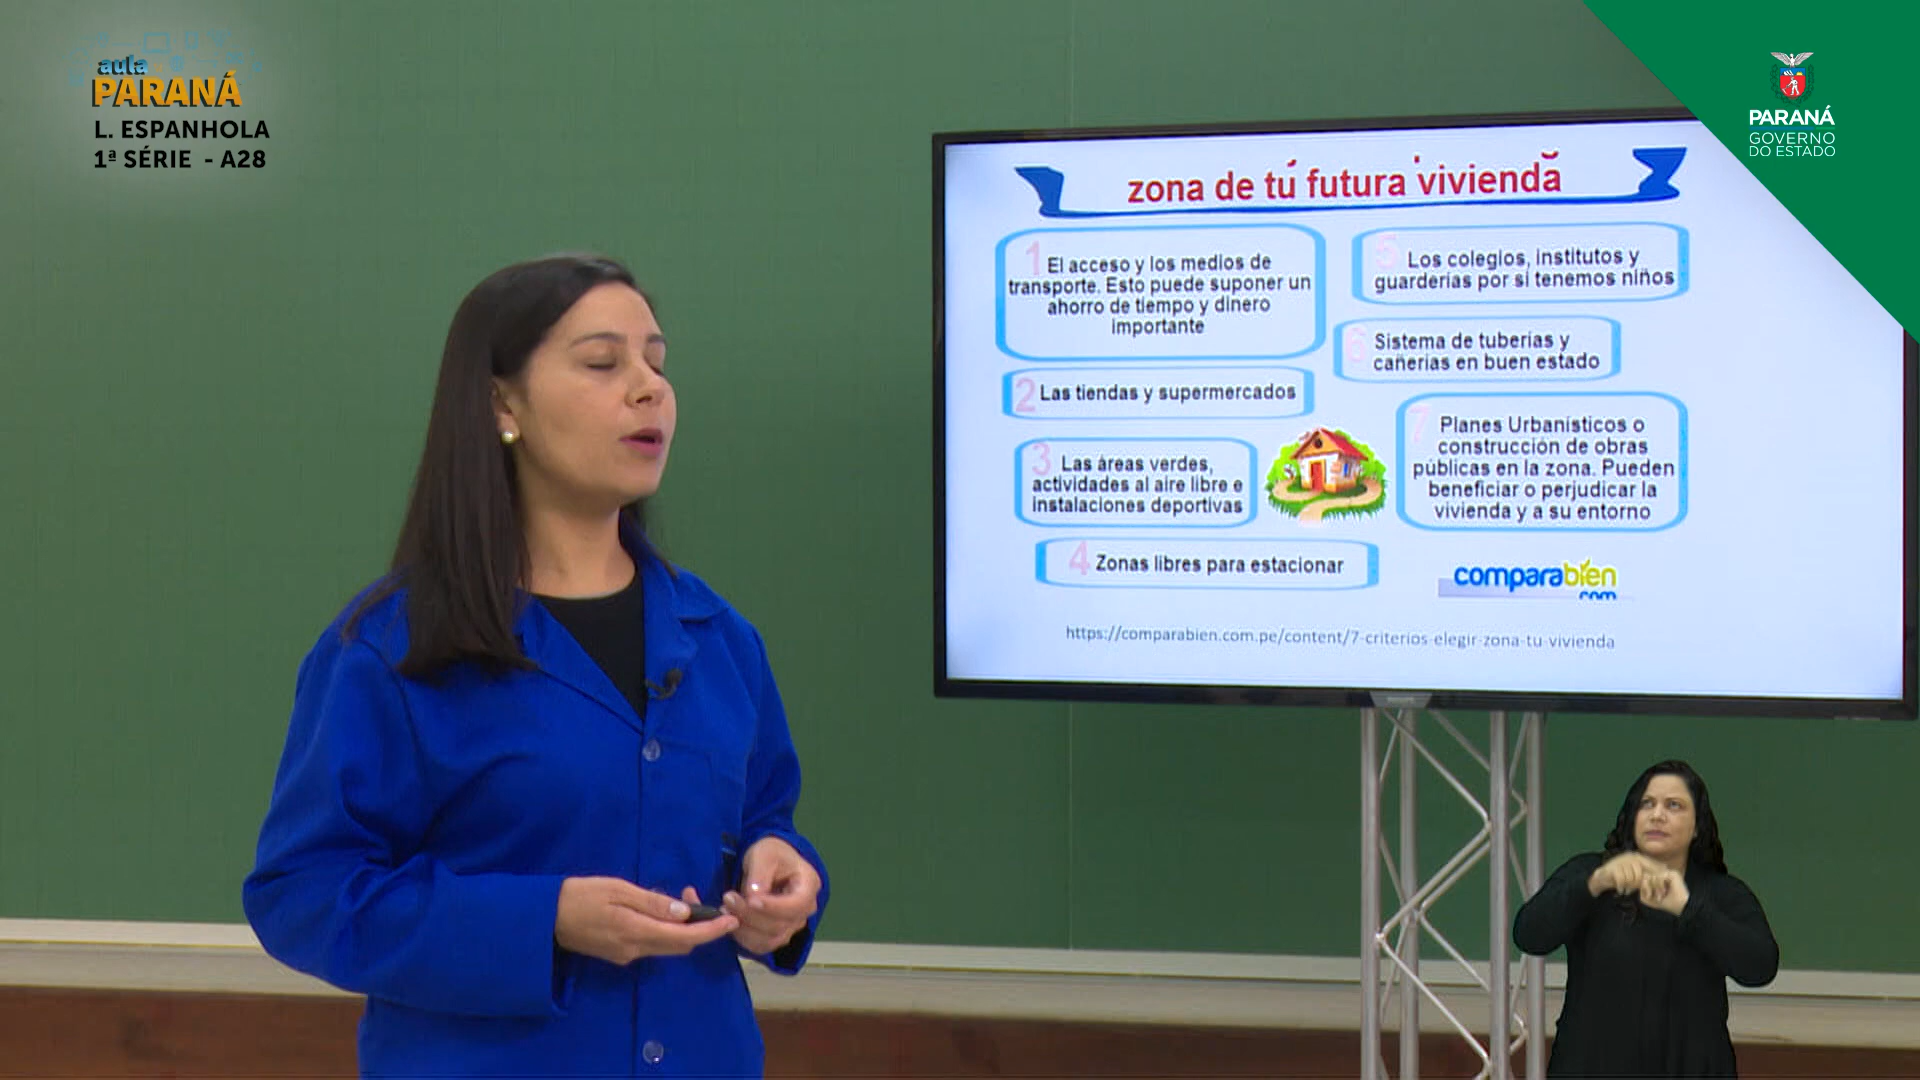 aula
PARANÁ
L. ESPANHOLA
1ª SÉRIE - A28
PARANÁ
GOVERNO
DO ESTADO
zona de tu futura vivienda
1 El acceso y los medios de
transporte. Esto puede suponer un
ahorro de tiempo y dinero
importante
2 Las tiendas y supermercados
3 Las áreas verdes,
actividades al aire libre e
instalaciones deportivas
4 Zonas libres para estacionar
5 Los colegios, institutos y
guarderías por si tenemos niños
6 Sistema de tuberías y
cañerías en buen estado
7 Planes Urbanísticos o
construcción de obras
públicas en la zona. Pueden
beneficiar o perjudicar la
vivienda y a su entorno
comparabien
.com
https://comparabien.com.pe/content/7-criterios-elegir-zona-tu-vivienda